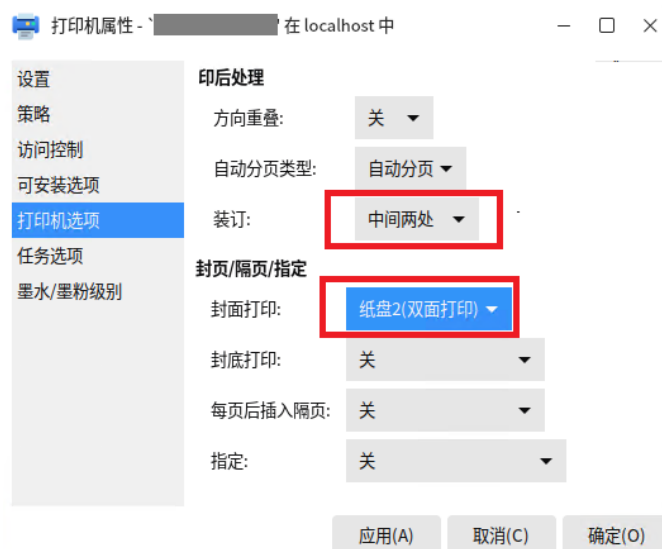 打印机属性 - ` ' 在 localhost 中
设置
策略
访问控制
可安装选项
打印机选项
任务选项
墨水/墨粉级别
印后处理
方向重叠: 关
自动分页类型: 自动分页
装订: 中间两处
封页/隔页/指定
封面打印: 纸盘2(双面打印)
封底打印: 关
每页后插入隔页: 关
指定: 关
应用(A) 取消(C) 确定(O)